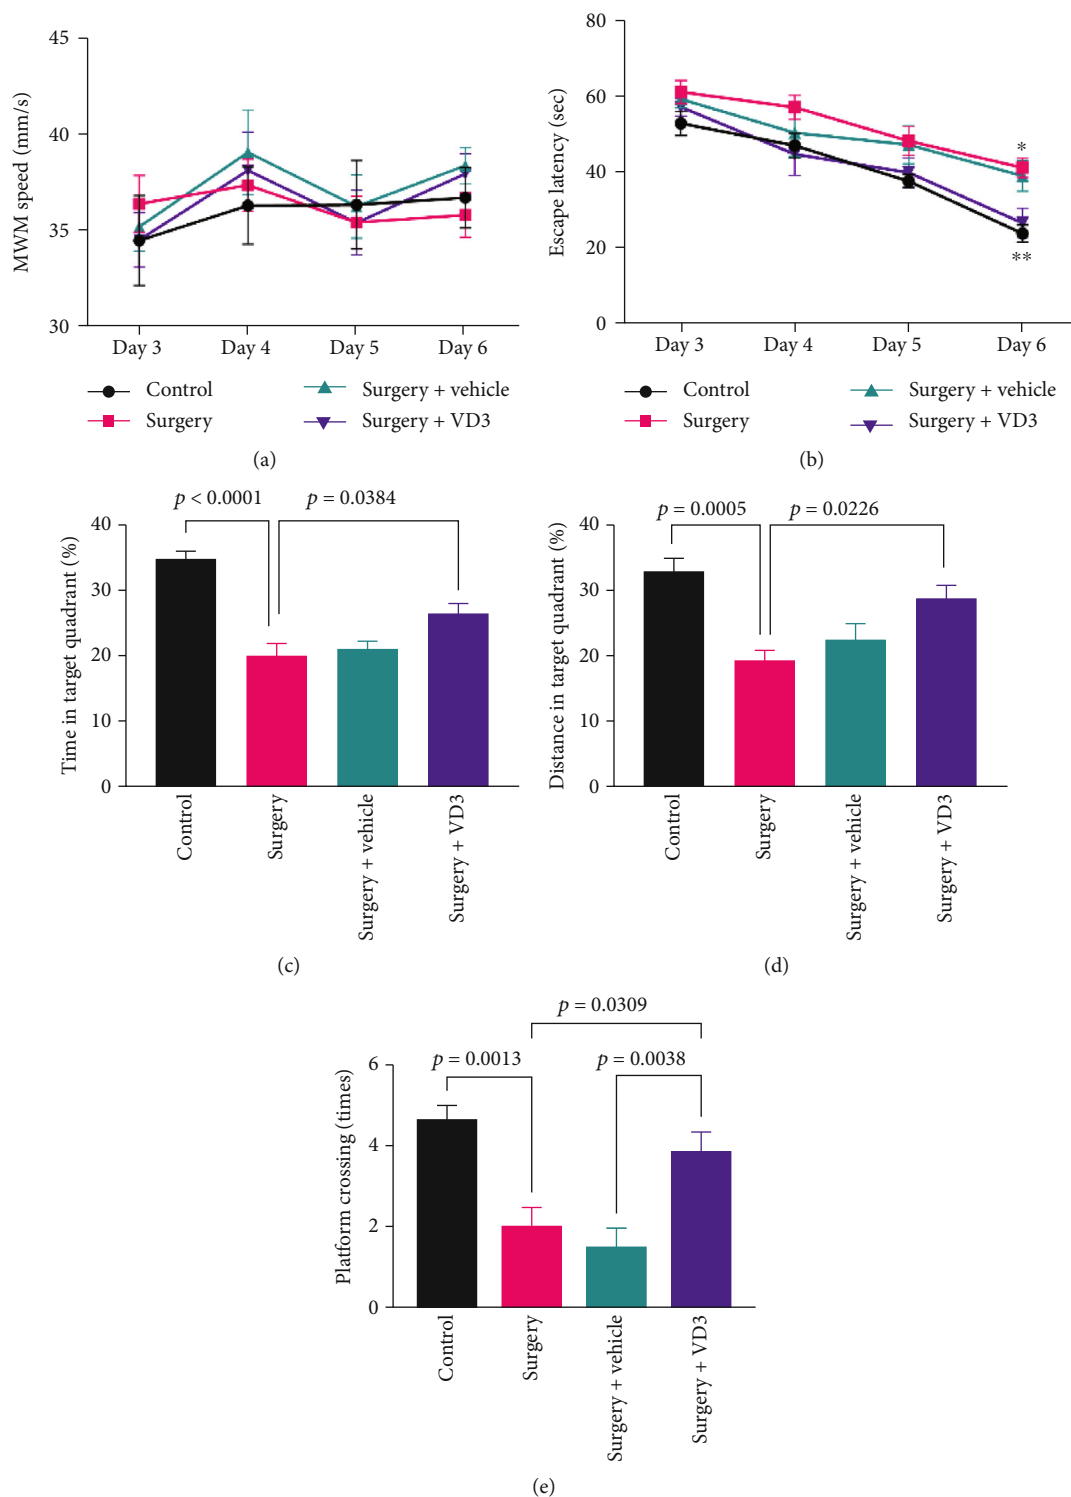 45
40
35
30
MWM speed (mm/s)
Day 3
Day 4
Day 5
Day 6
Control
Surgery
Surgery + vehicle
Surgery + VD3
(a)
80
60
40
20
0
Escape latency (sec)
*
**
Day 3
Day 4
Day 5
Day 6
Control
Surgery
Surgery + vehicle
Surgery + VD3
(b)
p < 0.0001
p = 0.0384
40
30
20
10
0
Time in target quadrant (%)
Control
Surgery
Surgery + vehicle
Surgery + VD3
(c)
p = 0.0005
p = 0.0226
40
30
20
10
0
Distance in target quadrant (%)
Control
Surgery
Surgery + vehicle
Surgery + VD3
(d)
p = 0.0309
p = 0.0013
p = 0.0038
6
4
2
0
Platform crossing (times)
Control
Surgery
Surgery + vehicle
Surgery + VD3
(e)